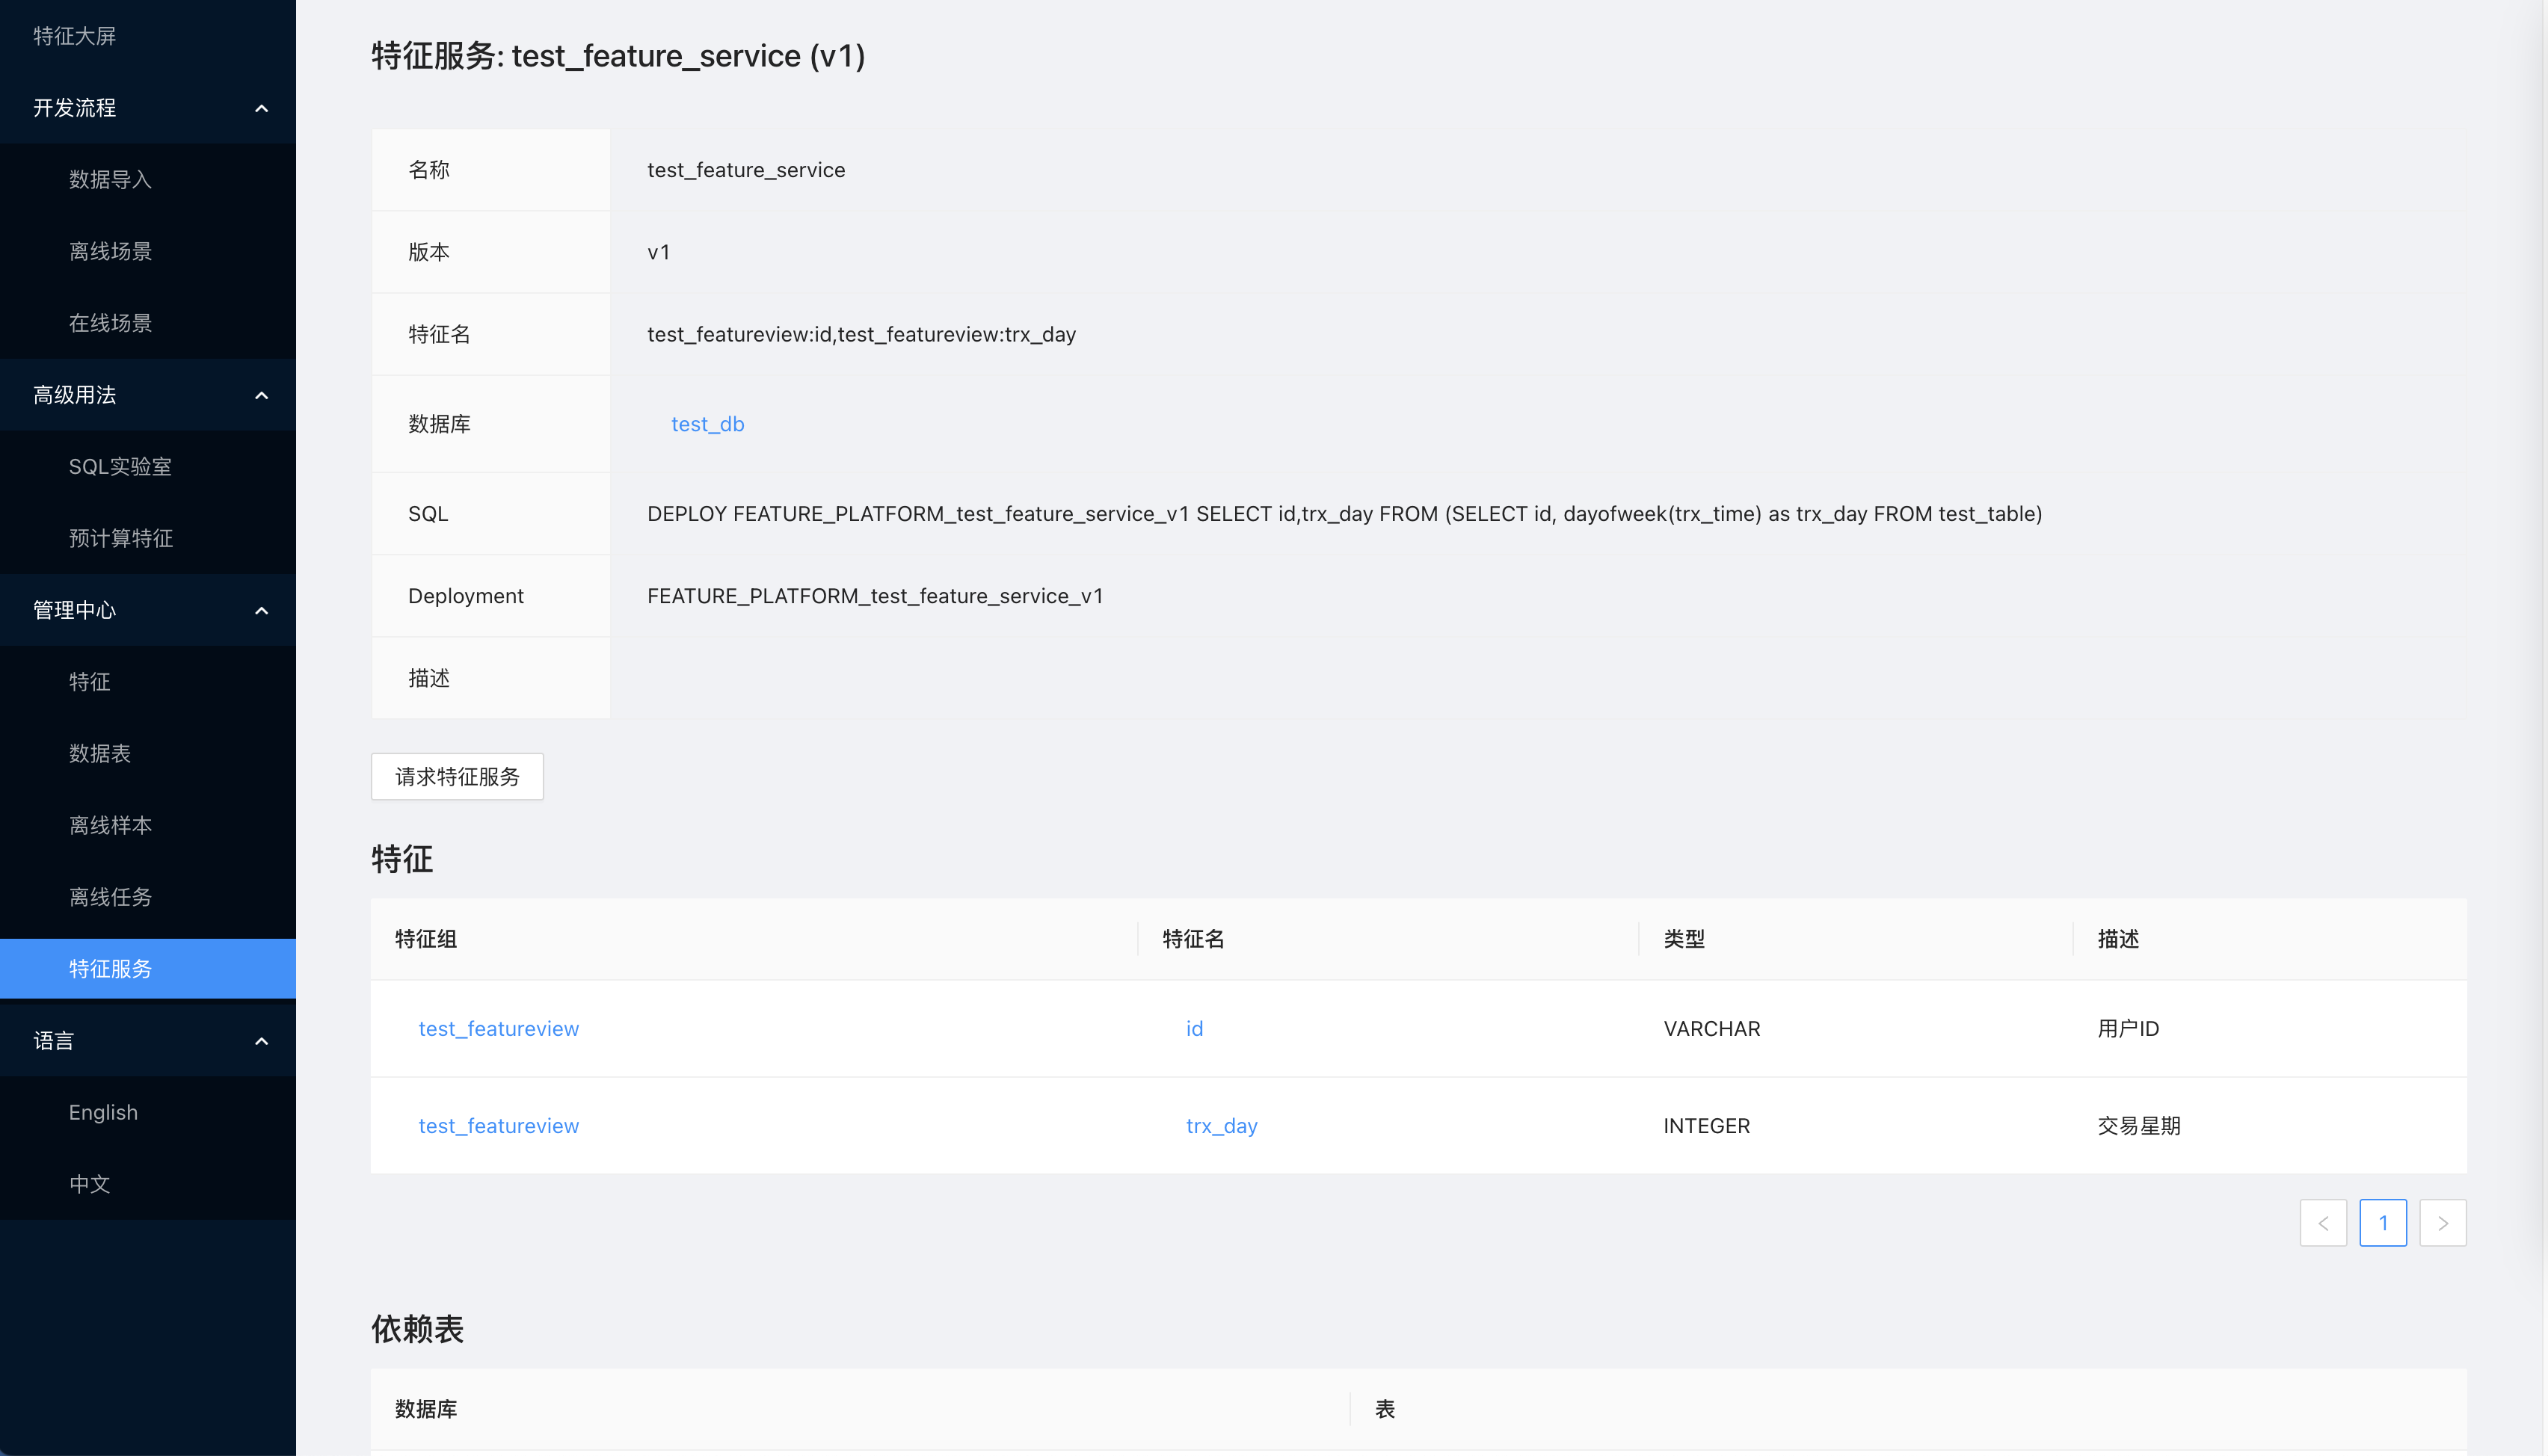 特征大屏
开发流程
数据导入
离线场景
在线场景
高级用法
SQL实验室
预计算特征
管理中心
特征
数据表
离线样本
离线任务
特征服务
语言
English
中文
特征服务: test_feature_service (v1)
名称 test_feature_service
版本 v1
特征名 test_featureview:id,test_featureview:trx_day
数据库 test_db
SQL DEPLOY FEATURE_PLATFORM_test_feature_service_v1 SELECT id,trx_day FROM (SELECT id, dayofweek(trx_time) as trx_day FROM test_table)
Deployment FEATURE_PLATFORM_test_feature_service_v1
描述
请求特征服务
特征
特征组 特征名 类型 描述
test_featureview id VARCHAR 用户ID
test_featureview trx_day INTEGER 交易星期
< 1 >
依赖表
数据库 表